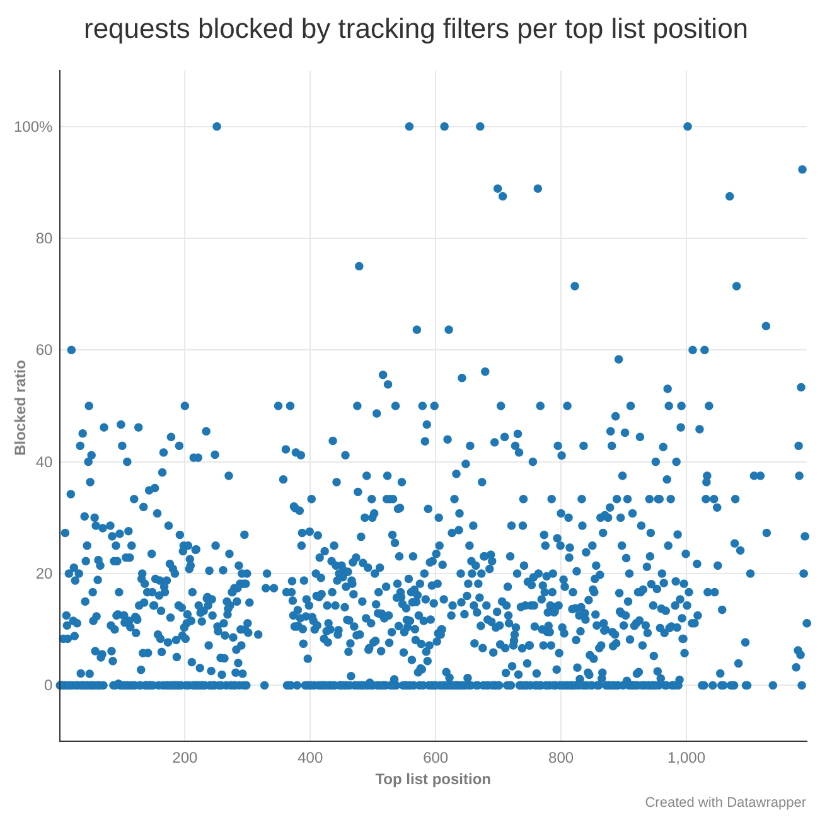 requests blocked by tracking filters per top list position
100%
80
60
40
20
0
Blocked ratio
200 400 600 800 1,000
Top list position
Created with Datawrapper